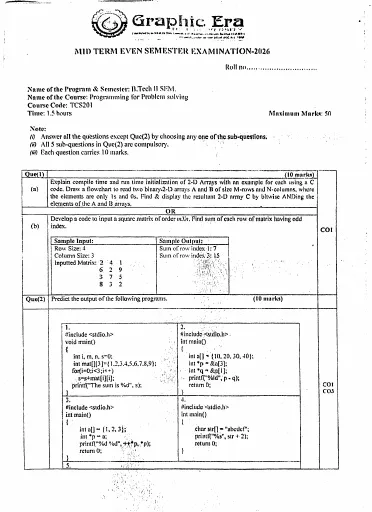 Graphic Era
MID TERM EVEN SEMESTER EXAMINATION-2026
Roll no..............................
Name of the Program & Semester: B.Tech II SEM.
Name of the Course: Programming for Problem solving
Course Code: TCS201
Time: 1.5 hours Maximum Marks: 50
Note:
(i) Answer all the questions except Que(2) by choosing any one of the sub-questions.
(ii) All 5 sub-questions in Que(2) are compulsory.
(iii) Each question carries 10 marks.
Que(1) (10 marks)
(a) Explain compile time and run time initialization of 2-D Arrays with an example for each using a C
code. Draw a flowchart to read two binary 2-D arrays A and B of size M-rows and N-columns, where
the elements are only 1s and 0s. Find & display the resultant 2-D array C by bitwise ANDing the
elements of the A and B arrays.
OR
(b) Develop a code to input a square matrix of order
Find sum of each row of matrix having odd
index.
CO1
Sample Input: Sample Output:
Row Size: 4 Sum of row index 1: 7
Column Size: 3 Sum of row index 3: 15
Inputted Matrix: 2 4 1
6 2 9
3 7 5
8 3 2
Que(2) Predict the output of the following programs. (10 marks)
1.
#include <stdio.h>
void main()
{
int i, m, n, s=0;
int mat[][3]={1,2,3,4,5,6,7,8,9};
for(i=0;i<3;i++)
s=s+mat[i][i];
printf("The sum is %d", s);
}
2.
#include <stdio.h>
int main()
{
int a[] = {10, 20, 30, 40};
int *p = &a[3];
int *q = &a[1];
printf("%ld", p - q);
return 0;
}
CO1
3.
#include <stdio.h>
int main()
{
int a[] = {1, 2, 3};
int *p = a;
printf("%d %d", ++*p, *p);
return 0;
}
4.
#include <stdio.h>
int main()
{
char str[] = "abcdef";
printf("%s", str + 2);
return 0;
}
5.